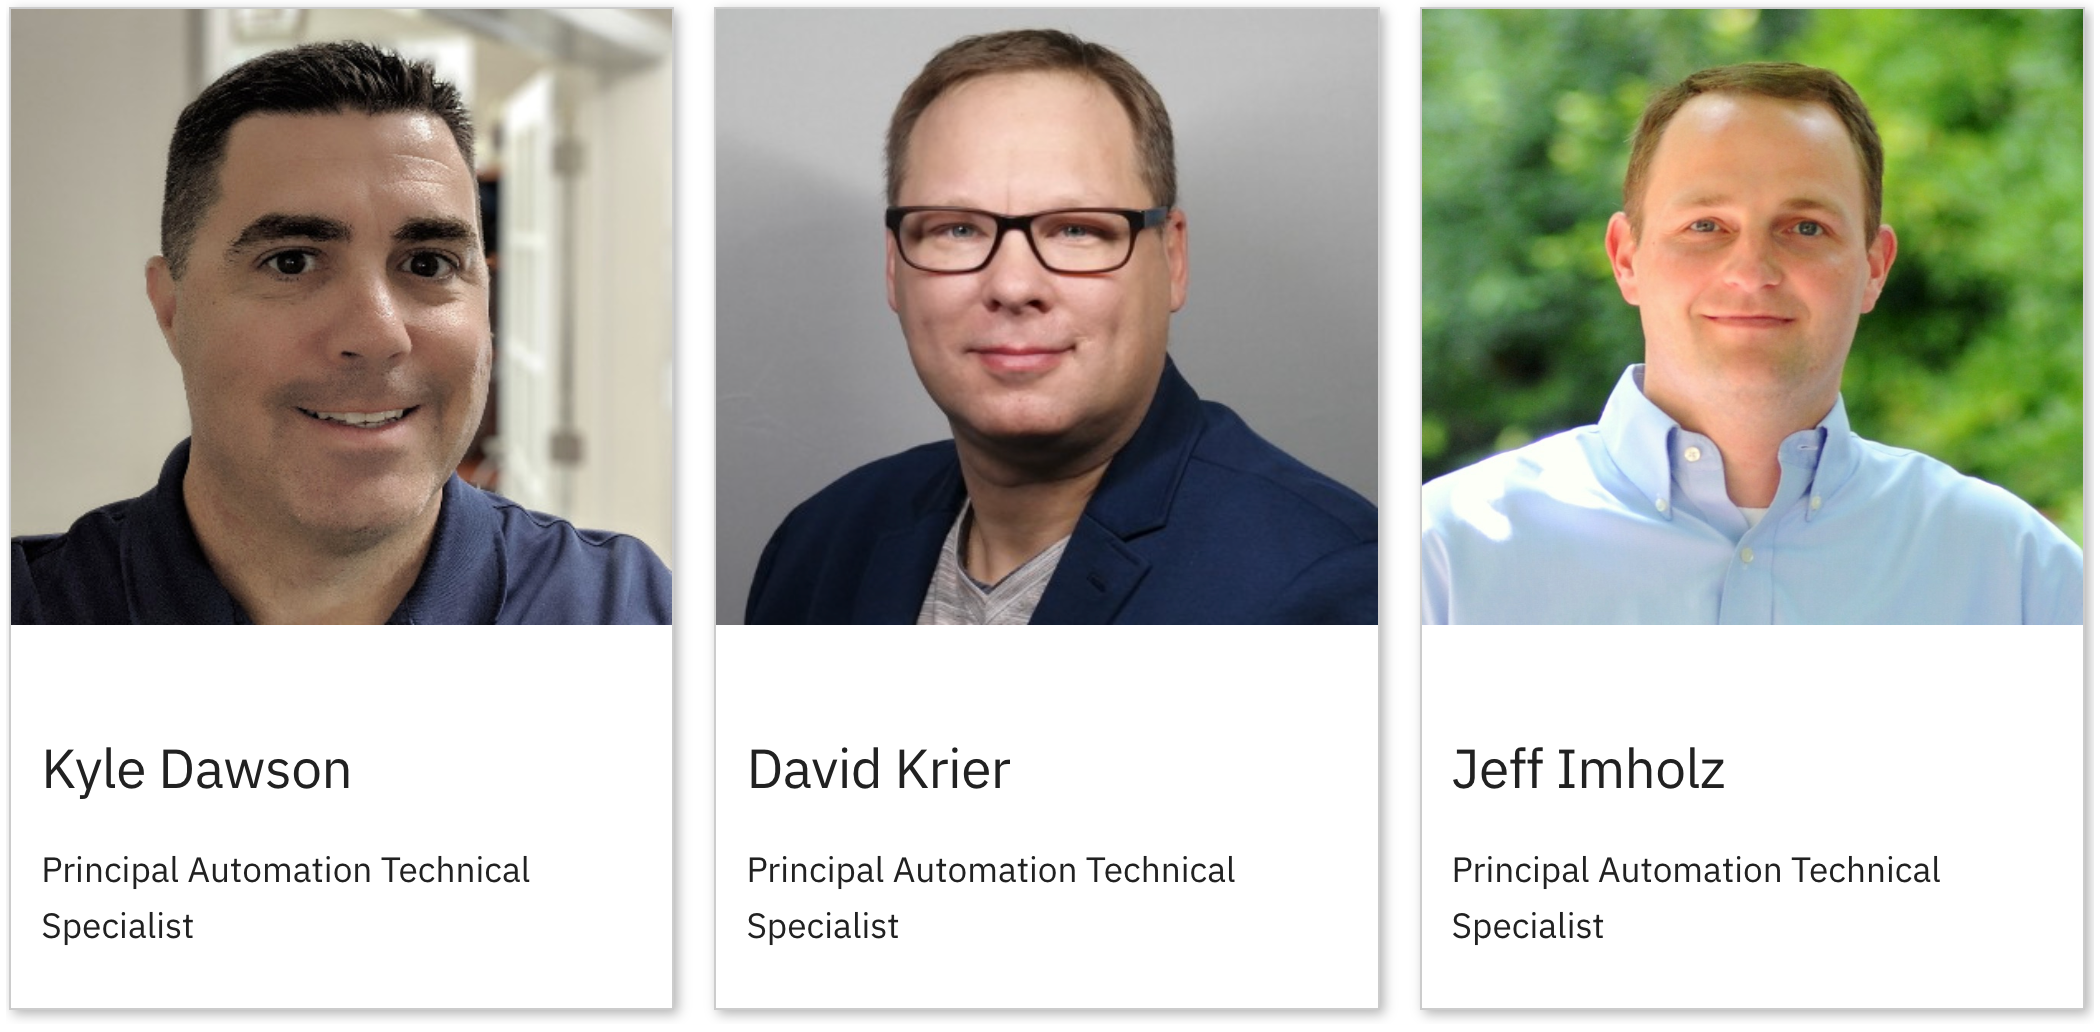 Kyle Dawson
Principal Automation Technical
Specialist
David Krier
Principal Automation Technical
Specialist
Jeff Imholz
Principal Automation Technical
Specialist